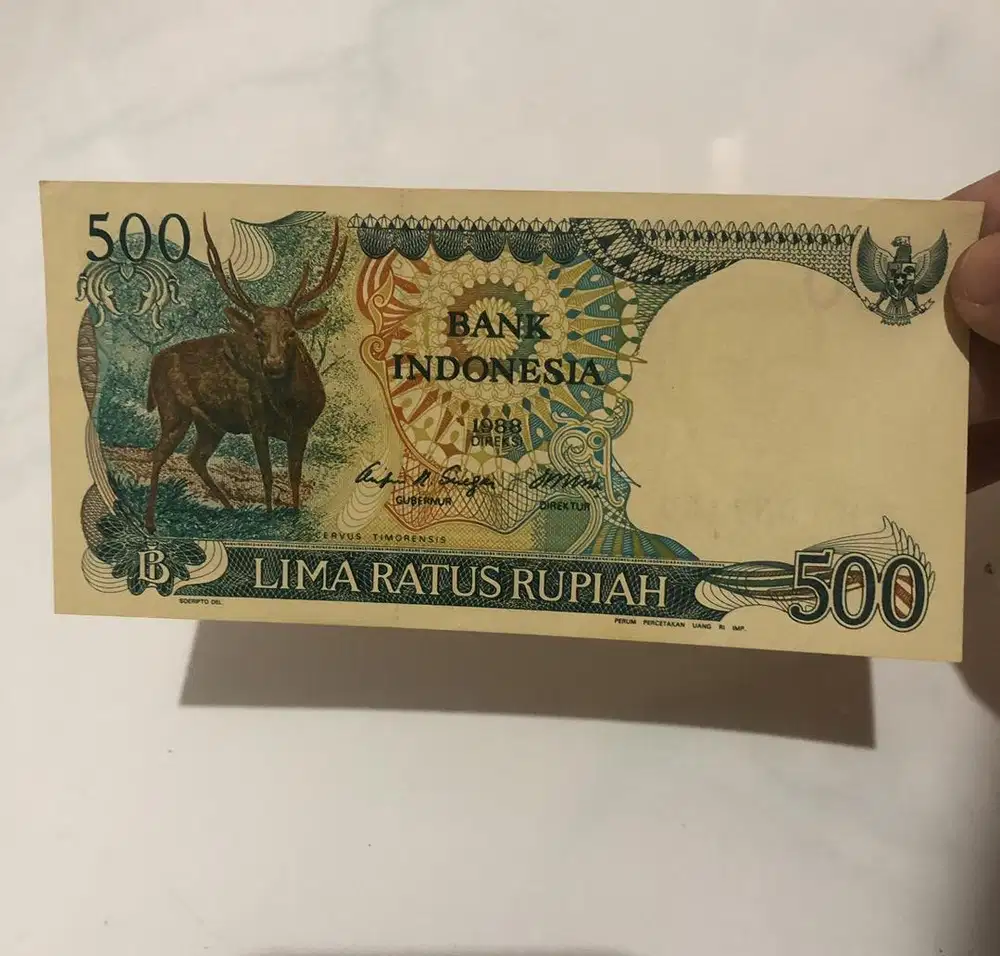 500
BANK
INDONESIA
1988
DIREKSI
GUBERNUR
DIREKTUR
CERVUS TIMORENSIS
LIMA RATUS RUPIAH
500
SOERIPTO DEL.
PERUM PERCETAKAN UANG RI IMP.